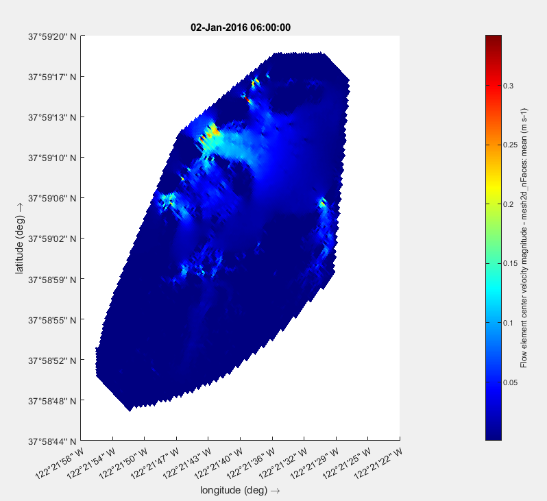 02-Jan-2016 06:00:00
37°59'20" N
37°59'17" N
37°59'13" N
37°59'10" N
37°59'06" N
37°59'02" N
37°58'59" N
37°58'55" N
37°58'52" N
37°58'48" N
37°58'44" N
latitude (deg) →
122°21'58" W
122°21'54" W
122°21'50" W
122°21'47" W
122°21'43" W
122°21'40" W
122°21'36" W
122°21'32" W
122°21'29" W
122°21'25" W
122°21'22" W
longitude (deg) →
0.3
0.25
0.2
0.15
0.1
0.05
Flow element center velocity magnitude - mesh2d_nFaces: mean (m s-1)